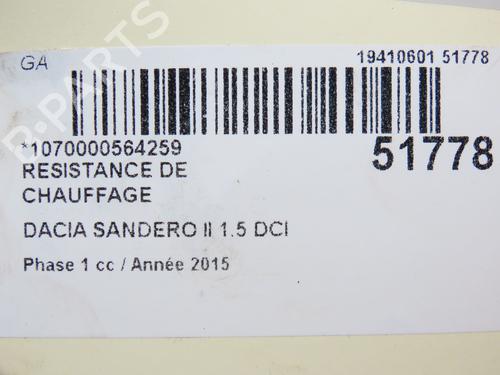 GA
19410601 51778
*1070000564259
51778
RESISTANCE DE
CHAUFFAGE
DACIA SANDERO II 1.5 DCI
Phase 1 cc / Année 2015
B-PARTS